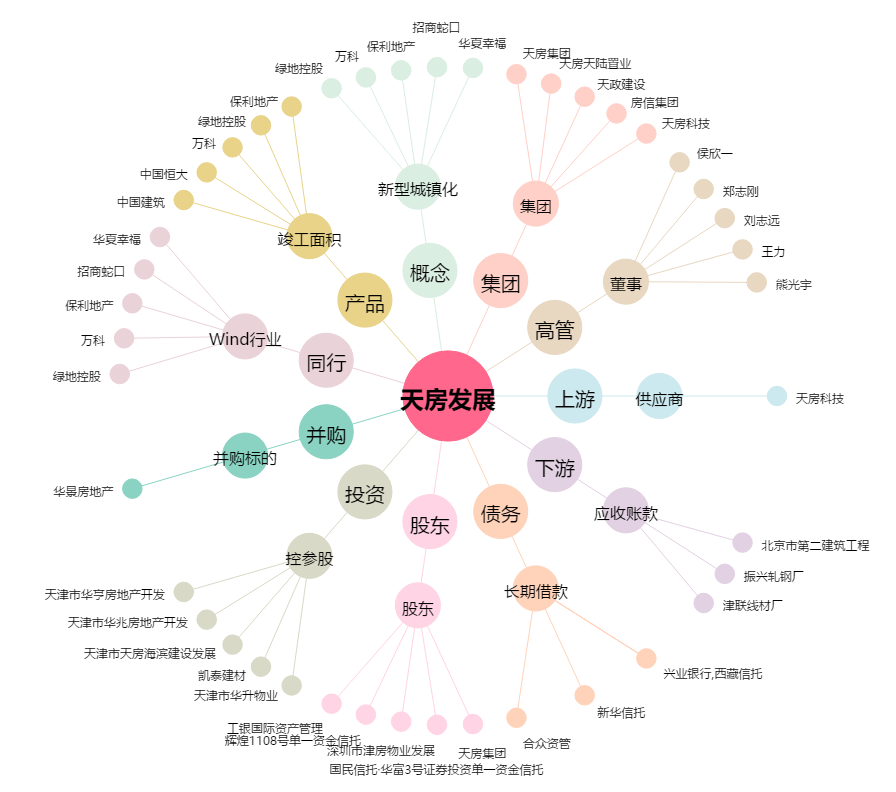 招商蛇口
华夏幸福
保利地产
万科
绿地控股
天房集团
天房天陆置业
天政建设
房信集团
天房科技
保利地产
绿地控股
万科
中国恒大
中国建筑
侯欣一
郑志刚
刘志远
王力
熊光宇
新型城镇化
集团
竣工面积
概念
集团
董事
产品
高管
华夏幸福
招商蛇口
保利地产
万科
绿地控股
Wind行业
同行
天房发展
上游
供应商
天房科技
并购
并购标的
华景房地产
下游
应收账款
北京市第二建筑工程
振兴轧钢厂
津联线材厂
投资
股东
债务
控参股
长期借款
股东
天津市华亨房地产开发
天津市华兆房地产开发
天津市天房海滨建设发展
凯泰建材
天津市华升物业
兴业银行,西藏信托
新华信托
合众资管
工银国际资产管理
辉煌1108号单一资金信托
深圳市津房物业发展
天房集团
国民信托·华富3号证券投资单一资金信托